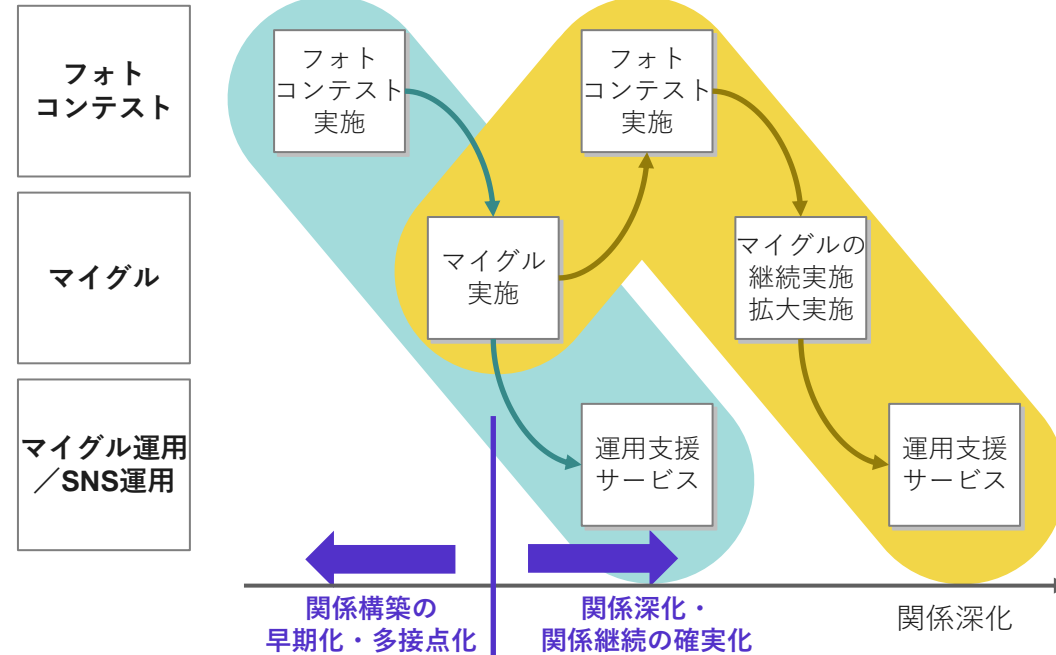 フォト
コンテスト
フォト
コンテスト
実施
フォト
コンテスト
実施
マイグル
マイグル
実施
マイグルの
継続実施
拡大実施
マイグル運用
／SNS運用
運用支援
サービス
運用支援
サービス
関係構築の
早期化・多接点化
関係深化・
関係継続の確実化
関係深化